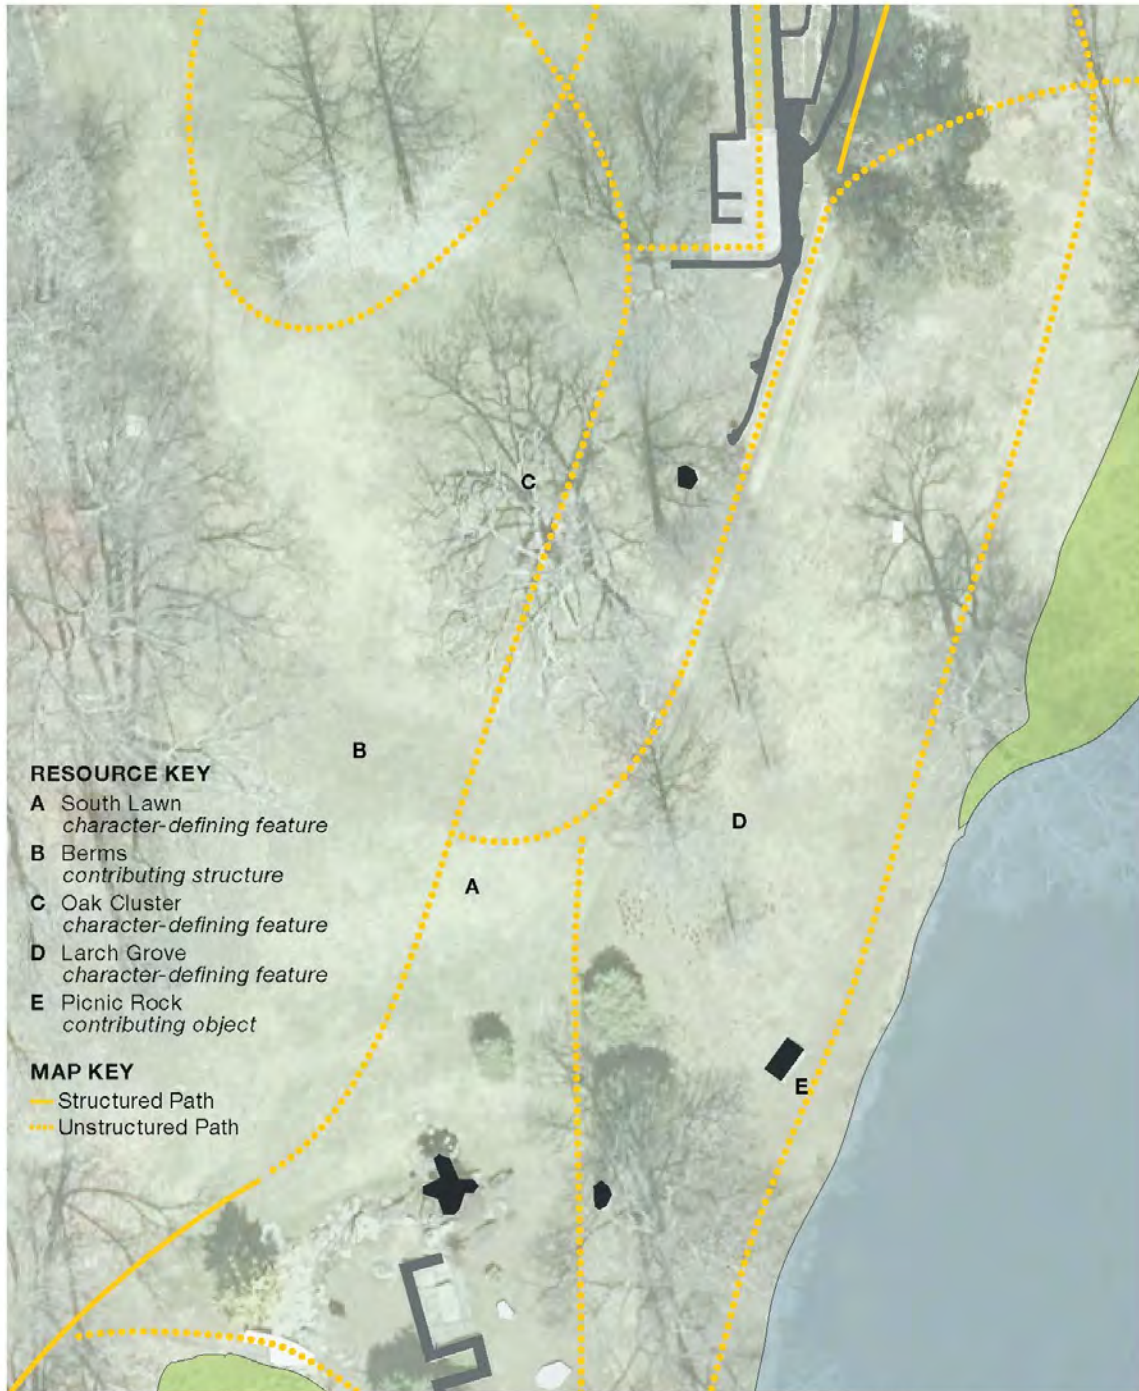 C
B
RESOURCE KEY
A South Lawn
character-defining feature
B Berms
contributing structure
C Oak Cluster
character-defining feature
D Larch Grove
character-defining feature
E Picnic Rock
contributing object
MAP KEY
Structured Path
Unstructured Path
D
A
E